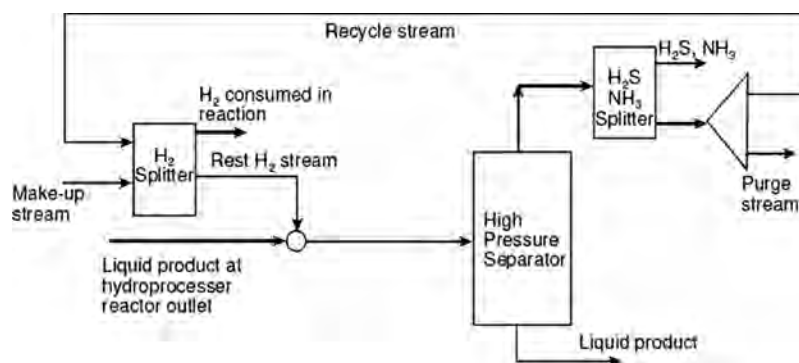 Recycle stream
H₂S, NH₃
H₂S
NH₃
Splitter
H₂ consumed in
reaction
H₂
Splitter
Rest H₂ stream
Make-up
stream
Purge
stream
High
Pressure
Separator
Liquid product at
hydroprocesser
reactor outlet
Liquid product